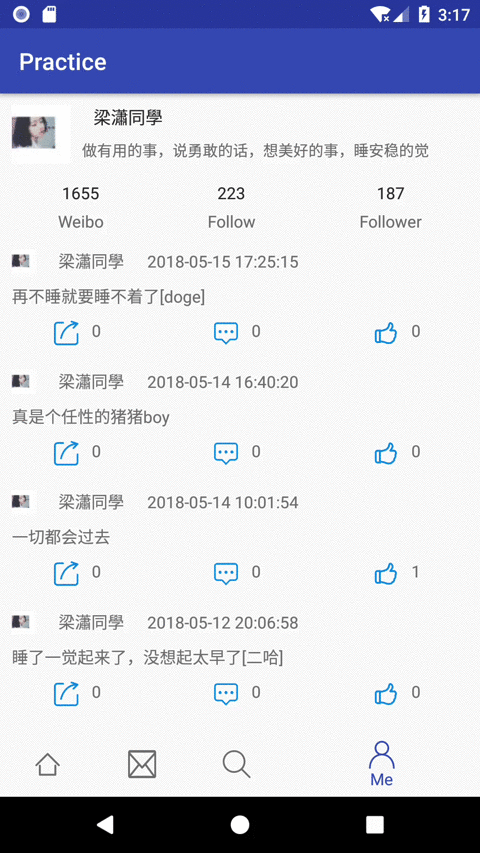 3:17
Practice
梁瀟同學
做有用的事，说勇敢的话，想美好的事，睡安稳的觉
1655 223 187
Weibo Follow Follower
梁瀟同學 2018-05-15 17:25:15
再不睡就要睡不着了[doge]
0 0 0
梁瀟同學 2018-05-14 16:40:20
真是个任性的猪猪boy
0 0 0
梁瀟同學 2018-05-14 10:01:54
一切都会过去
0 0 1
梁瀟同學 2018-05-12 20:06:58
睡了一觉起来了，没想起太早了[二哈]
0 0 0
Me